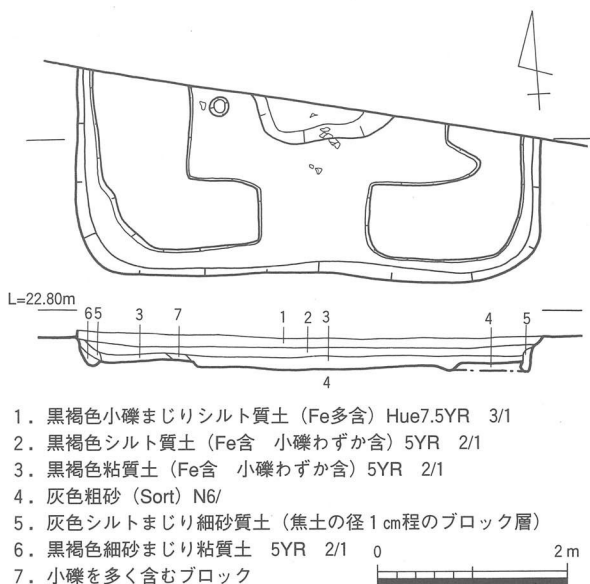 L=22.80m
65 3 7 1 2 3 4 5
4
1．黒褐色小礫まじりシルト質土（Fe多含）Hue7.5YR　3/1
2．黒褐色シルト質土（Fe含　小礫わずか含）5YR　2/1
3．黒褐色粘質土（Fe含　小礫わずか含）5YR　2/1
4．灰色粗砂（Sort）N6/
5．灰色シルトまじり細砂質土（焦土の径１㎝程のブロック層）
6．黒褐色細砂まじり粘質土　5YR　2/1
7．小礫を多く含むブロック
0 2 m